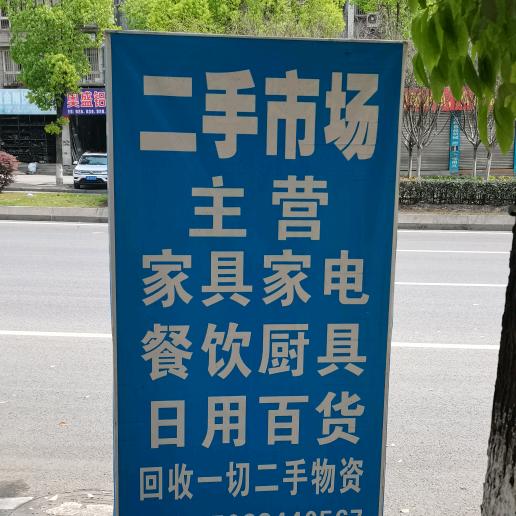 二手市场
主营
家具家电
餐饮厨具
日用百货
回收一切二手物资